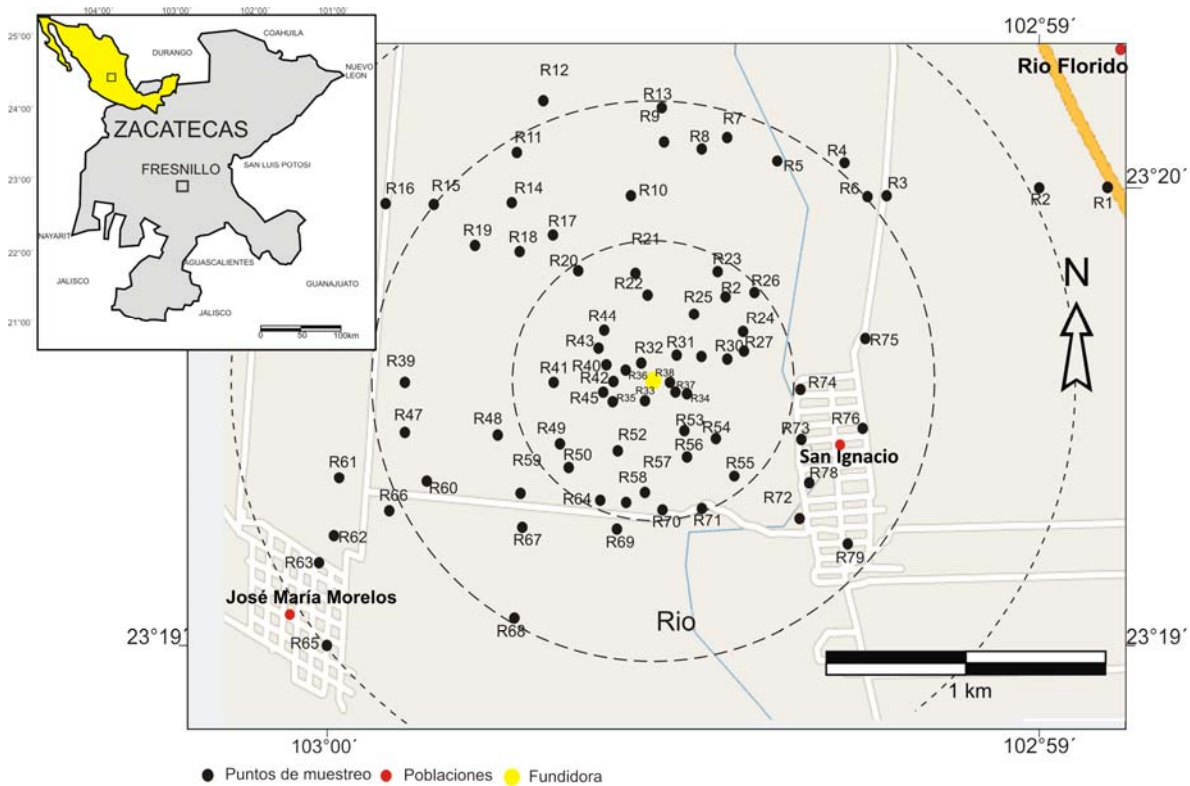 104°00´ 103°00´ 102°00´ 101°00´
25°00´
24°00´
23°00´
22°00´
21°00´
COAHUILA
DURANGO
NUEVO
LEON
ZACATECAS
FRESNILLO
SAN LUIS POTOSI
NAYARIT
AGUASCALIENTES
JALISCO
GUANAJUATO
JALISCO
0 50 100km
102°59´
Rio Florido
23°20´
N
R12
R13
R9
R7
R8
R11
R5
R4
R6
R3
R2
R1
R16
R15
R14
R10
R19
R18
R17
R21
R20
R22
R23
R2
R26
R25
R44
R24
R43
R31
R30
R27
R32
R75
R39
R41
R40
R42
R36
R38
R37
R45
R35
R33
R34
R74
R47
R48
R49
R52
R53
R54
R73
R76
San Ignacio
R50
R56
R57
R55
R78
R61
R60
R59
R58
R64
R66
R67
R69
R70
R71
R72
R62
R63
R79
José María Morelos
R65
R68
Rio
23°19´
23°19´
1 km
103°00´
102°59´
Puntos de muestreo Poblaciones Fundidora